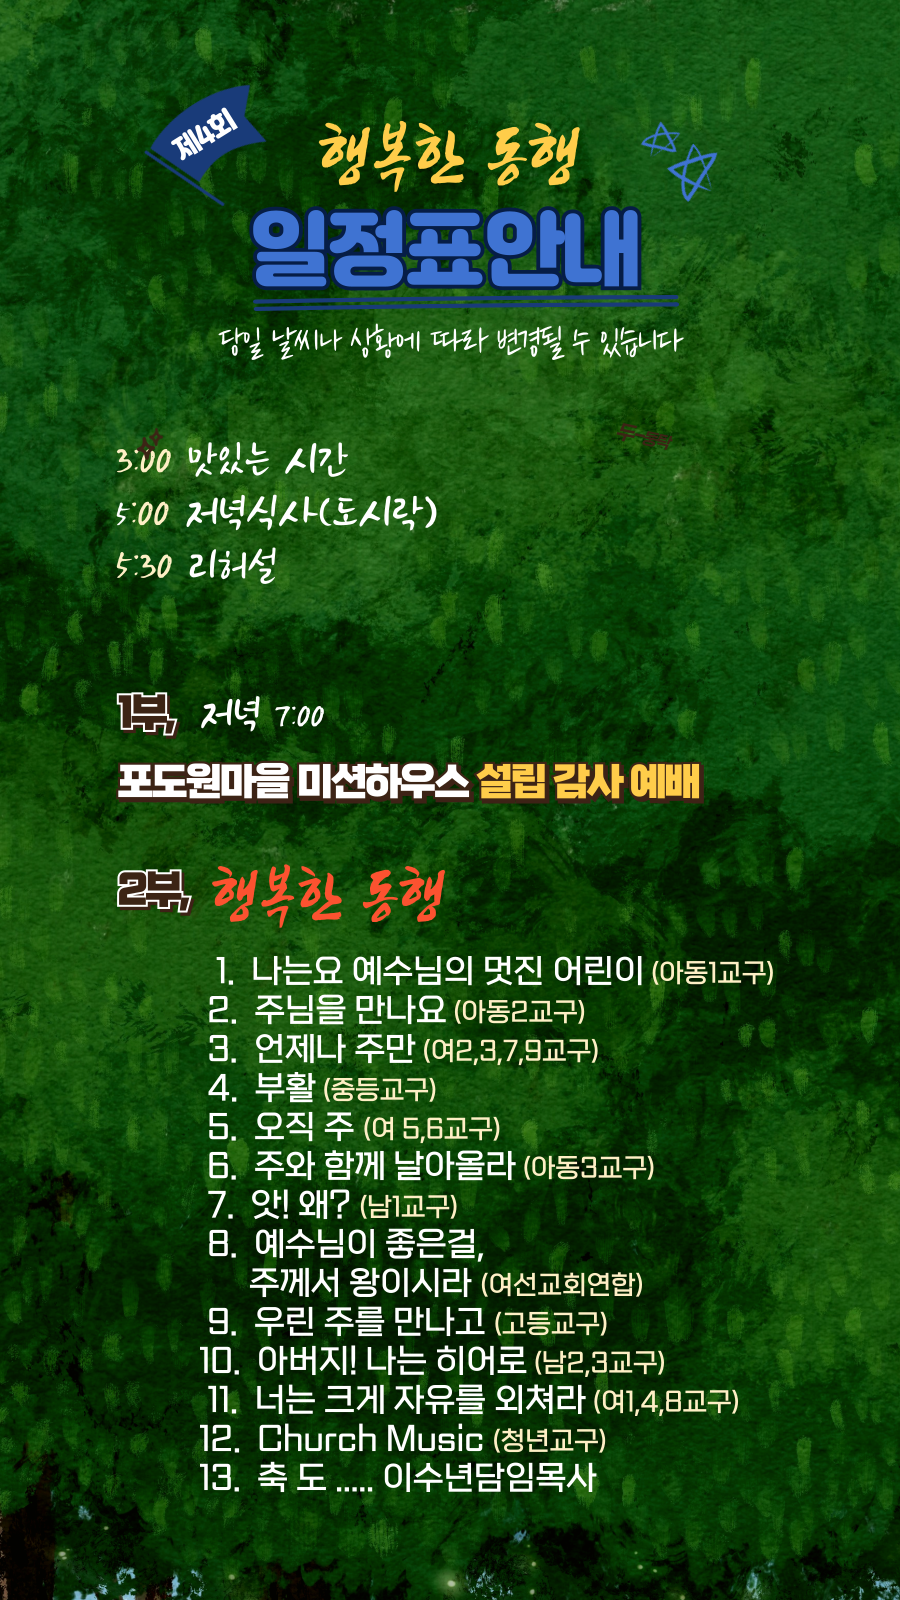 제4회
행복한 동행
일정표안내
당일 날씨나 상황에 따라 변경될 수 있습니다
3:00 맛있는 시간
5:00 저녁식사(도시락)
5:30 리허설
1부, 저녁 7:00
포도원마을 미션하우스 설립 감사 예배
2부, 행복한 동행
1. 나는요 예수님의 멋진 어린이 (아동1교구)
2. 주님을 만나요 (아동2교구)
3. 언제나 주만 (여2,3,7,9교구)
4. 부활 (중등교구)
5. 오직 주 (여 5,6교구)
6. 주와 함께 날아올라 (아동3교구)
7. 앗! 왜? (남1교구)
8. 예수님이 좋은걸,
주께서 왕이시라 (여선교회연합)
9. 우린 주를 만나고 (고등교구)
10. 아버지! 나는 히어로 (남2,3교구)
11. 너는 크게 자유를 외쳐라 (여1,4,8교구)
12. Church Music (청년교구)
13. 축 도 ..... 이수년담임목사